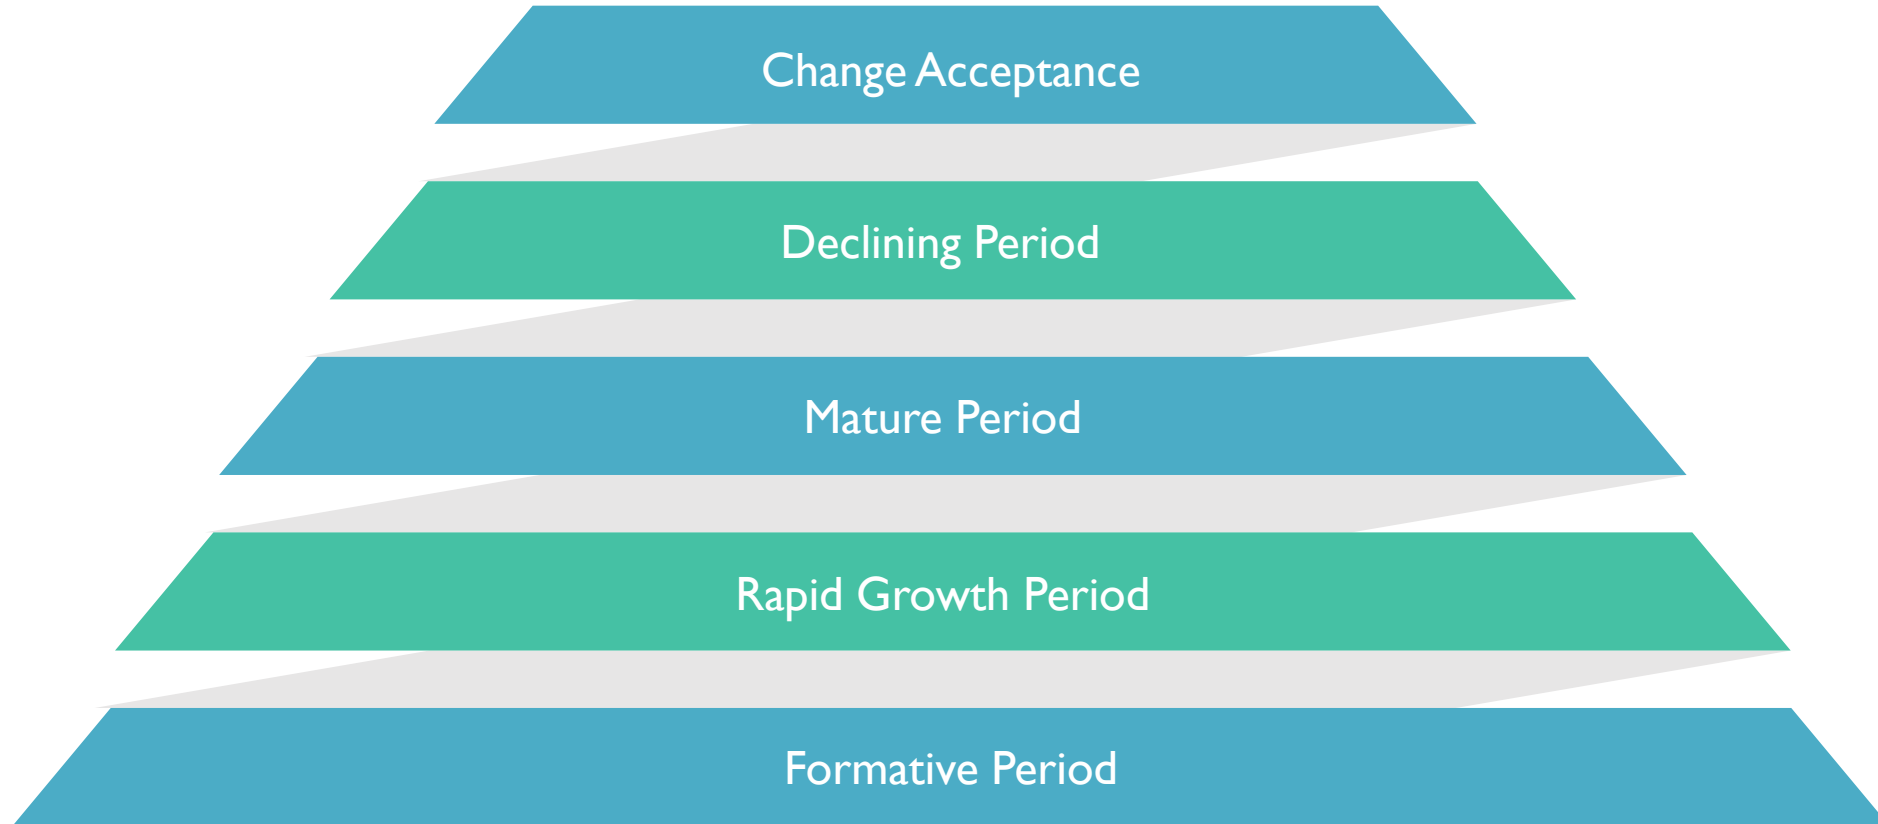 Change Acceptance
Declining Period
Mature Period
Rapid Growth Period
Formative Period